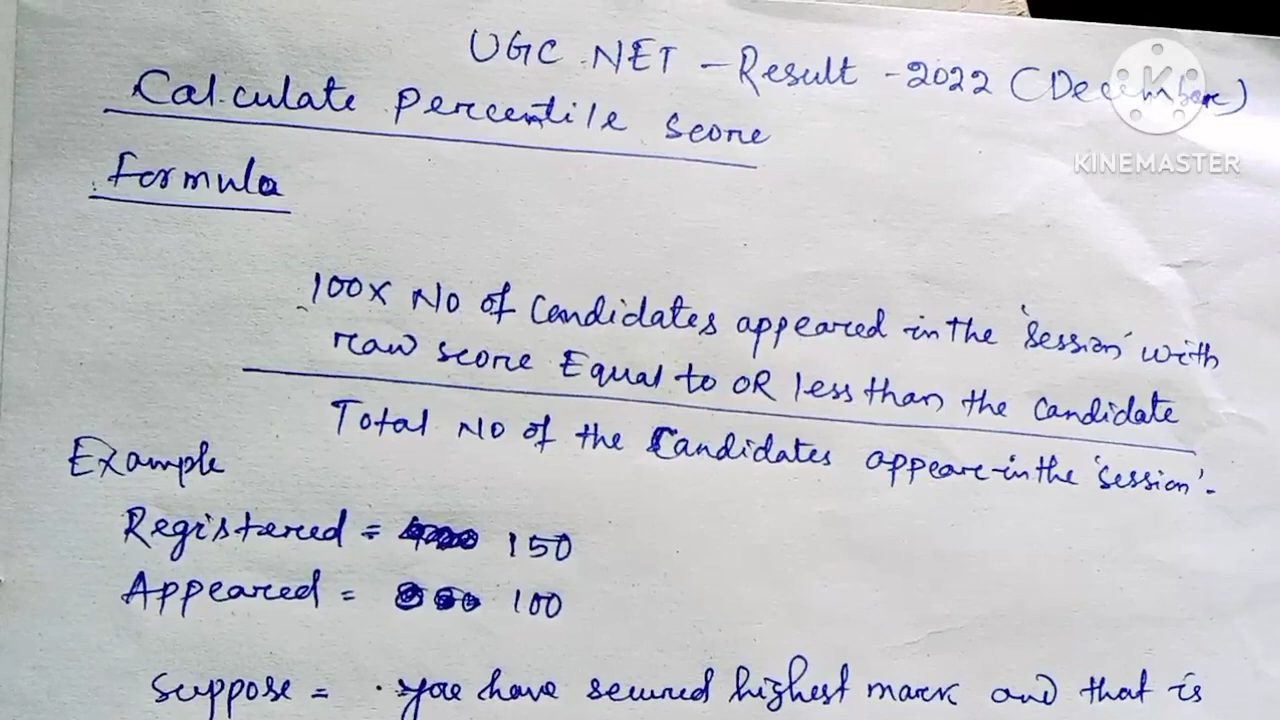 UGC NET - Result - 2022 (December)
Calculate percentile score
Formula
100x No of Candidates appeared in the 'session' with
raw score Equal to OR less than the candidate
Total No of the Candidates appeare in the 'session'.
Example
Registered = 150
Appeared = 100
Suppose = you have secured highest mark and that is
KINEMASTER